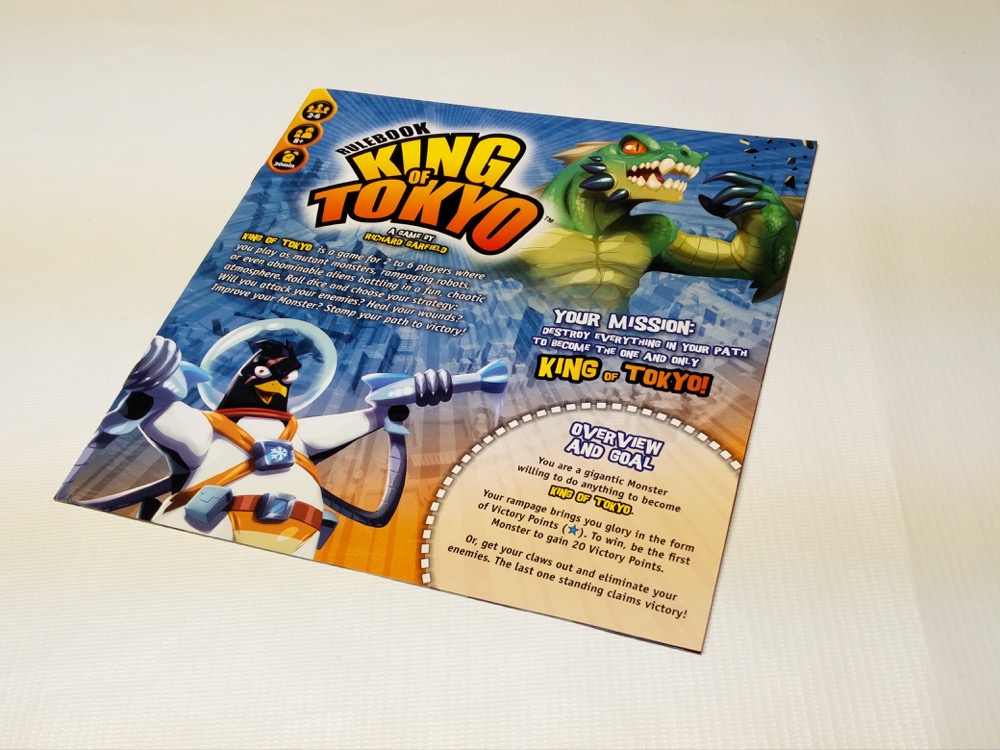 2-6
8+
30min
RULEBOOK
KING
OF
TOKYO™
A GAME BY
RICHARD GARFIELD
KING OF TOKYO is a game for 2 to 6 players where
you play as mutant monsters, rampaging robots,
or even abominable aliens battling in a fun, chaotic
atmosphere. Roll dice and choose your strategy:
Will you attack your enemies? Heal your wounds?
Improve your Monster? Stomp your path to victory!
YOUR MISSION:
DESTROY EVERYTHING IN YOUR PATH
TO BECOME THE ONE AND ONLY
KING OF TOKYO!
OVERVIEW
AND GOAL
You are a gigantic Monster
willing to do anything to become
KING OF TOKYO.
Your rampage brings you glory in the form
of Victory Points (★). To win, be the first
Monster to gain 20 Victory Points.
Or, get your claws out and eliminate your
enemies. The last one standing claims victory!